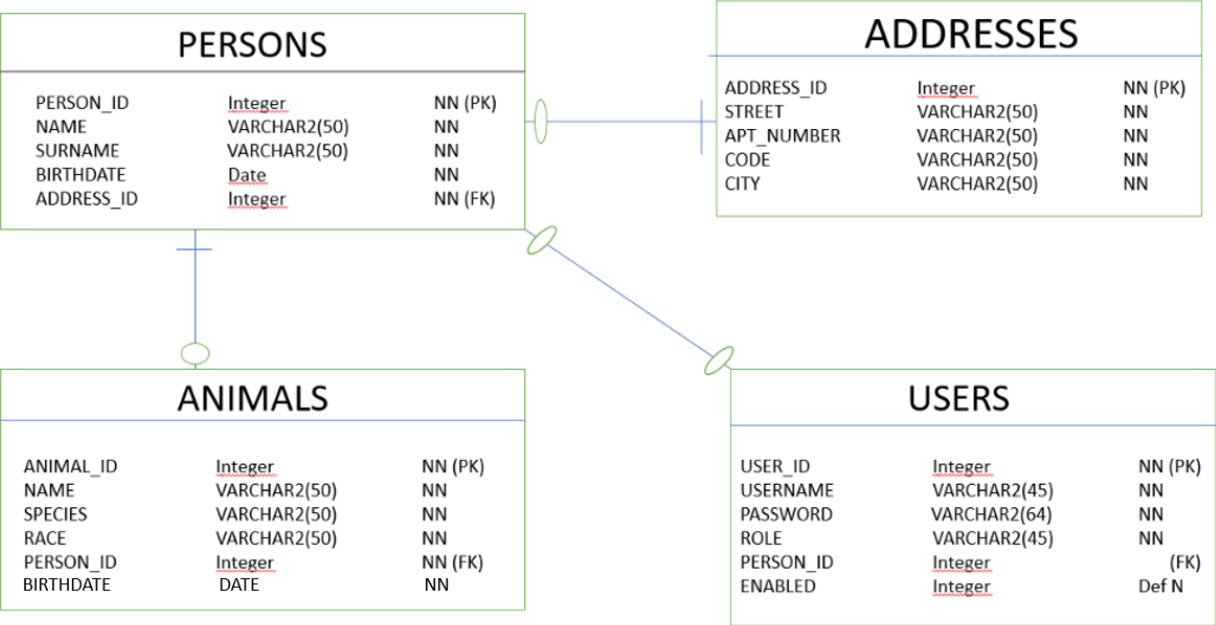 PERSONS
PERSON_ID Integer NN (PK)
NAME VARCHAR2(50) NN
SURNAME VARCHAR2(50) NN
BIRTHDATE Date NN
ADDRESS_ID Integer NN (FK)
ADDRESSES
ADDRESS_ID Integer NN (PK)
STREET VARCHAR2(50) NN
APT_NUMBER VARCHAR2(50) NN
CODE VARCHAR2(50) NN
CITY VARCHAR2(50) NN
ANIMALS
ANIMAL_ID Integer NN (PK)
NAME VARCHAR2(50) NN
SPECIES VARCHAR2(50) NN
RACE VARCHAR2(50) NN
PERSON_ID Integer NN (FK)
BIRTHDATE DATE NN
USERS
USER_ID Integer NN (PK)
USERNAME VARCHAR2(45) NN
PASSWORD VARCHAR2(64) NN
ROLE VARCHAR2(45) NN
PERSON_ID Integer (FK)
ENABLED Integer Def N